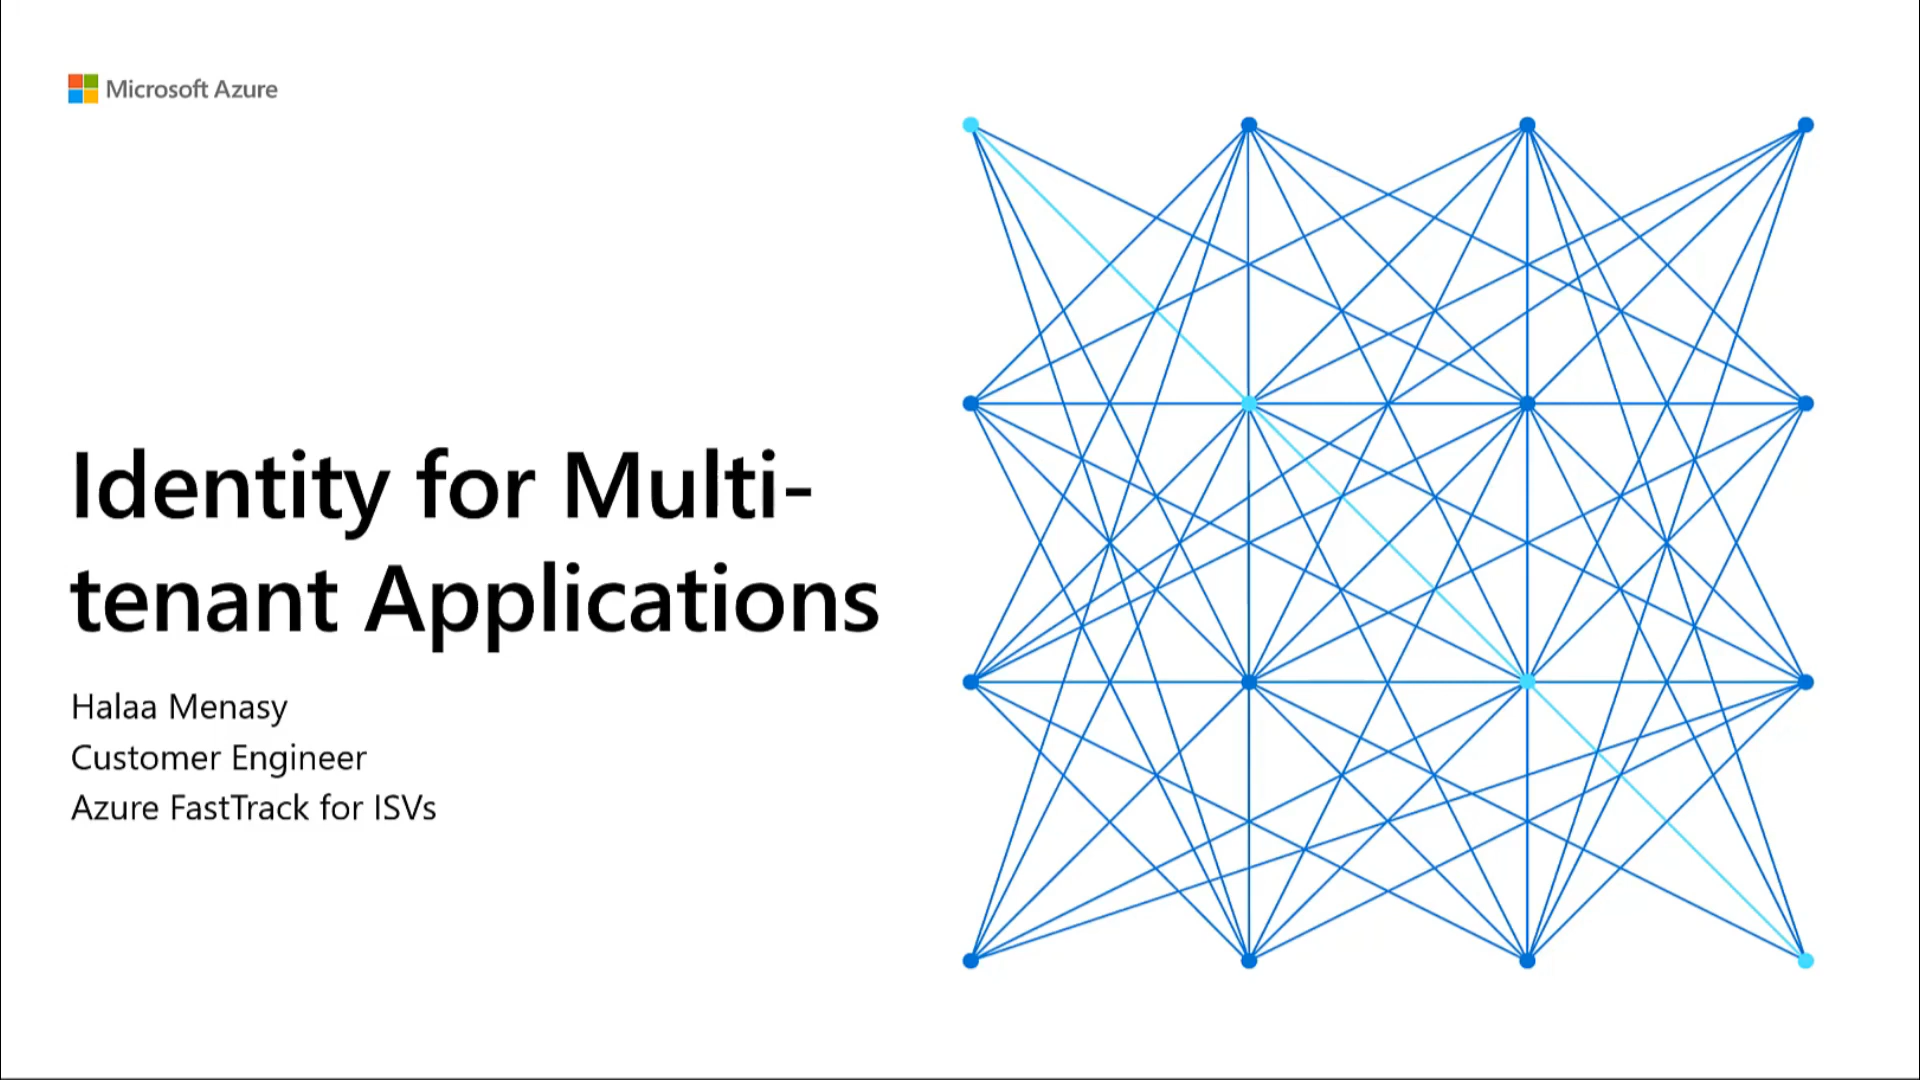 Microsoft Azure
Identity for Multi-
tenant Applications
Halaa Menasy
Customer Engineer
Azure FastTrack for ISVs